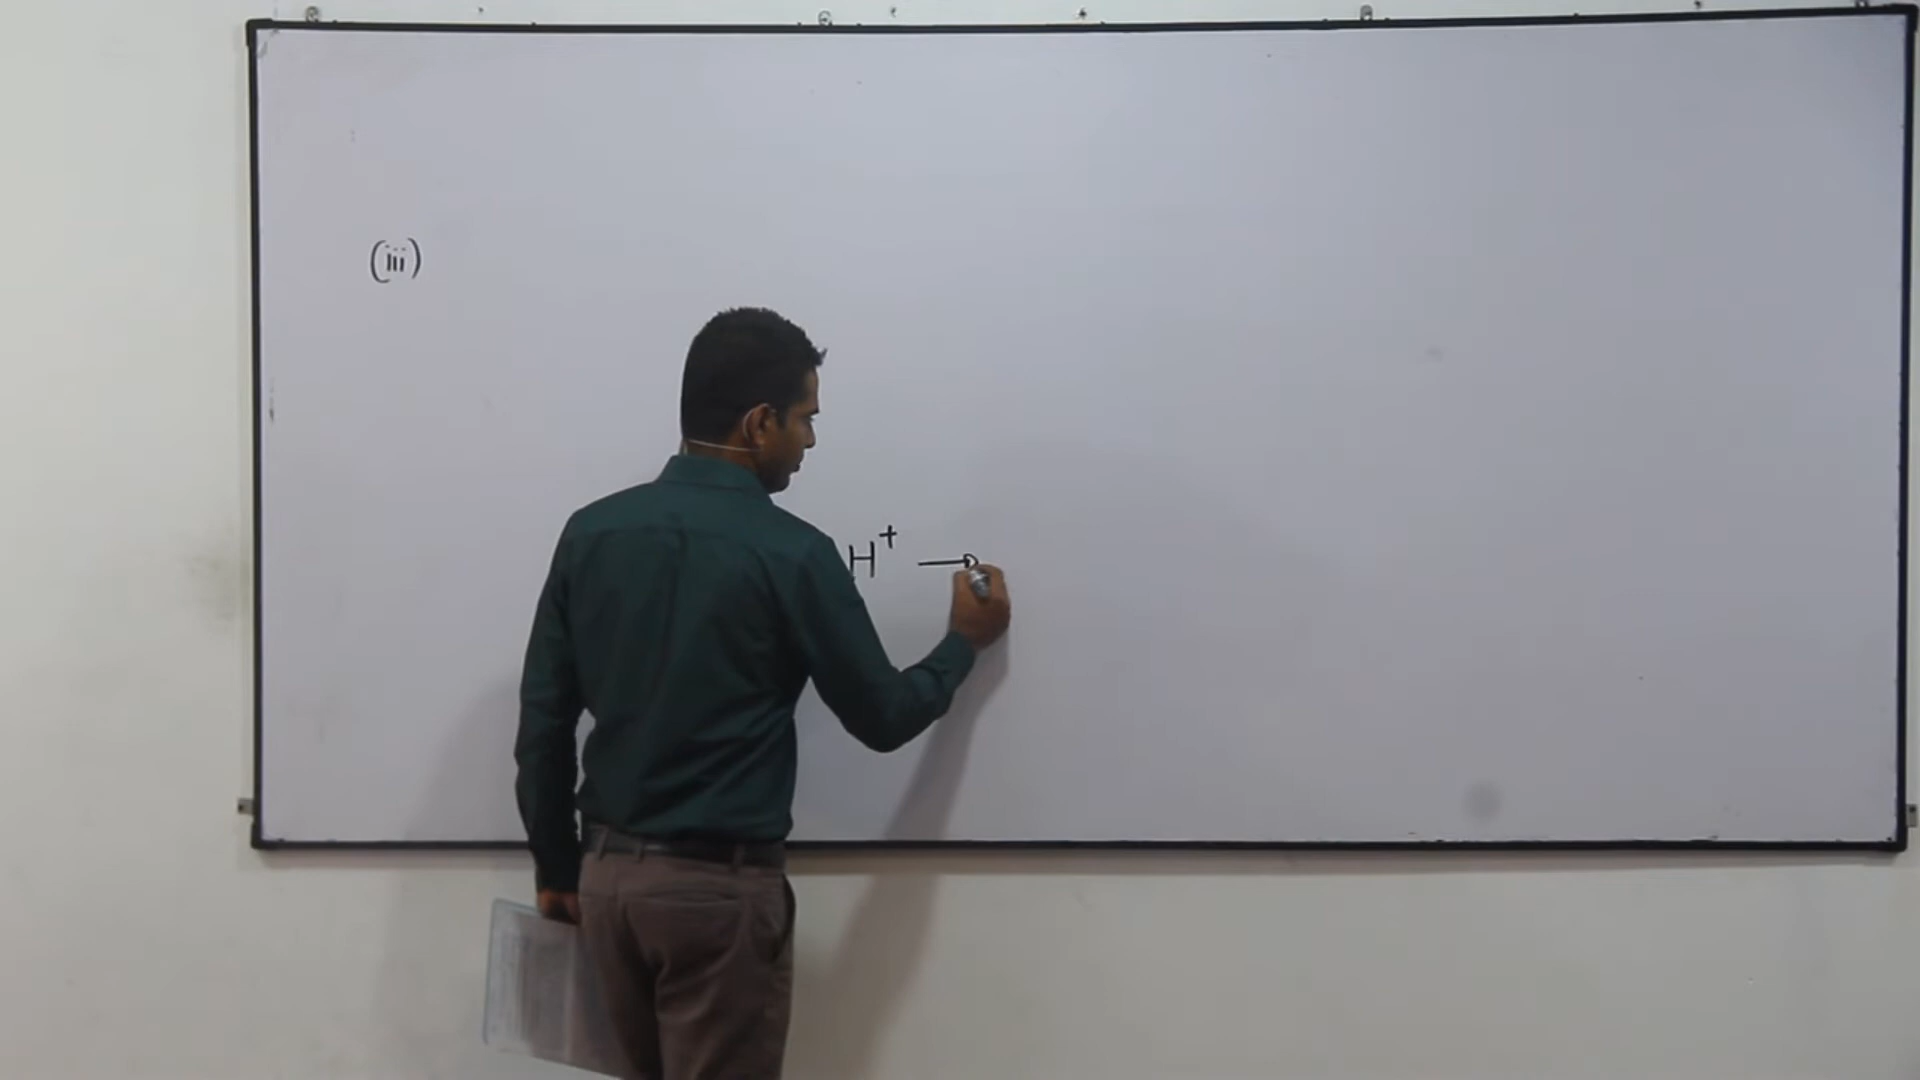 (iii)
H⁺ →